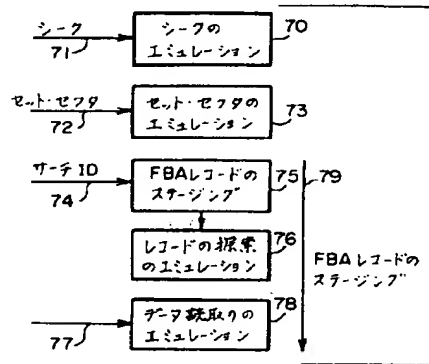 シーク
71
シークの
エミュレーション
70
セット・セクタ
72
セット・セクタの
エミュレーション
73
サーチID
74
FBAレコードの
ステージング
75
79
レコードの探索
のエミュレーション
76
FBAレコードの
ステージング
77
データ読取りの
エミュレーション
78